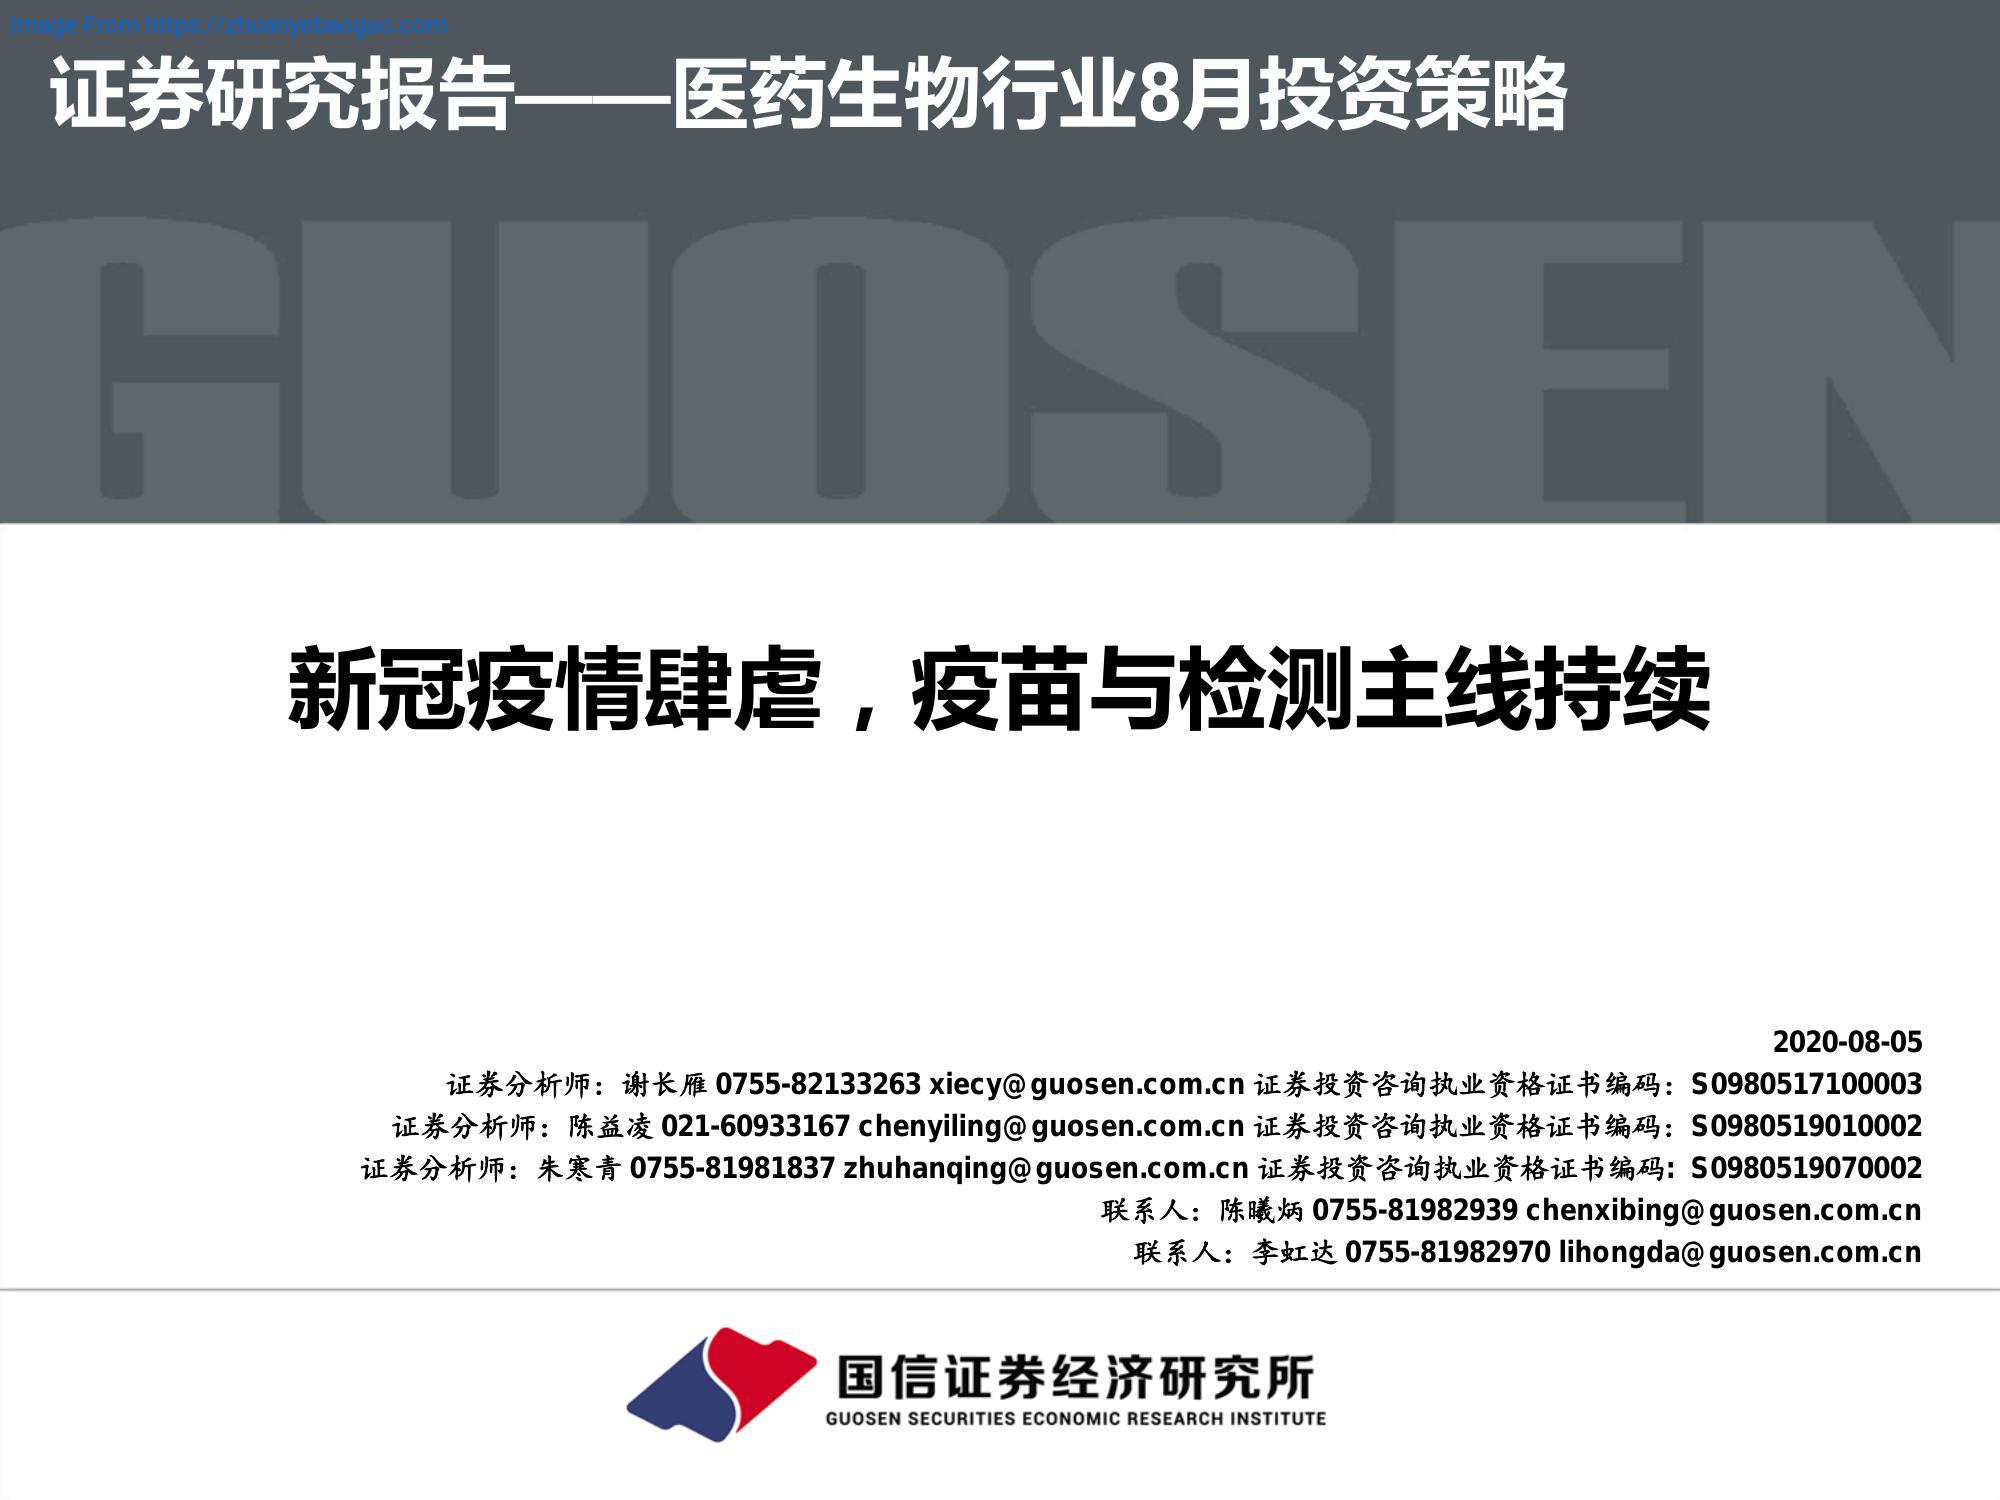 Image From https://zhuanyebaogao.com
证券研究报告——医药生物行业8月投资策略
GUOSEN
新冠疫情肆虐，疫苗与检测主线持续
2020-08-05
证券分析师：谢长雁 0755-82133263 xiecy@guosen.com.cn 证券投资咨询执业资格证书编码：S0980517100003
证券分析师：陈益凌 021-60933167 chenyiling@guosen.com.cn 证券投资咨询执业资格证书编码：S0980519010002
证券分析师：朱寒青 0755-81981837 zhuhanqing@guosen.com.cn 证券投资咨询执业资格证书编码：S0980519070002
联系人：陈曦炳 0755-81982939 chenxibing@guosen.com.cn
联系人：李虹达 0755-81982970 lihongda@guosen.com.cn
国信证券经济研究所
GUOSEN SECURITIES ECONOMIC RESEARCH INSTITUTE